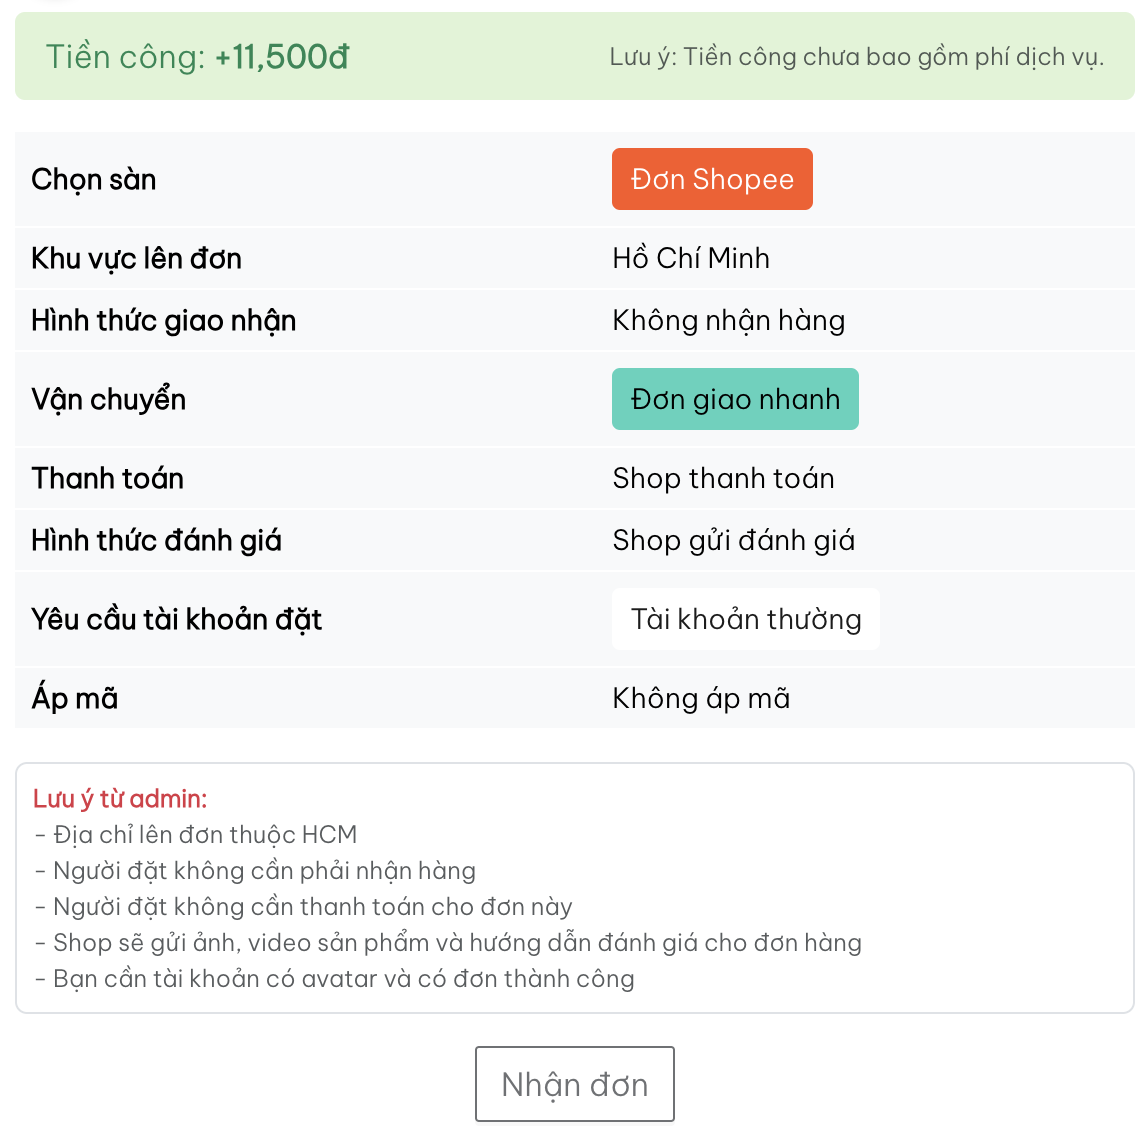 Tiền công: +11,500đ
Lưu ý: Tiền công chưa bao gồm phí dịch vụ.
Chọn sàn
Đơn Shopee
Khu vực lên đơn
Hồ Chí Minh
Hình thức giao nhận
Không nhận hàng
Vận chuyển
Đơn giao nhanh
Thanh toán
Shop thanh toán
Hình thức đánh giá
Shop gửi đánh giá
Yêu cầu tài khoản đặt
Tài khoản thường
Áp mã
Không áp mã
Lưu ý từ admin:
- Địa chỉ lên đơn thuộc HCM
- Người đặt không cần phải nhận hàng
- Người đặt không cần thanh toán cho đơn này
- Shop sẽ gửi ảnh, video sản phẩm và hướng dẫn đánh giá cho đơn hàng
- Bạn cần tài khoản có avatar và có đơn thành công
Nhận đơn